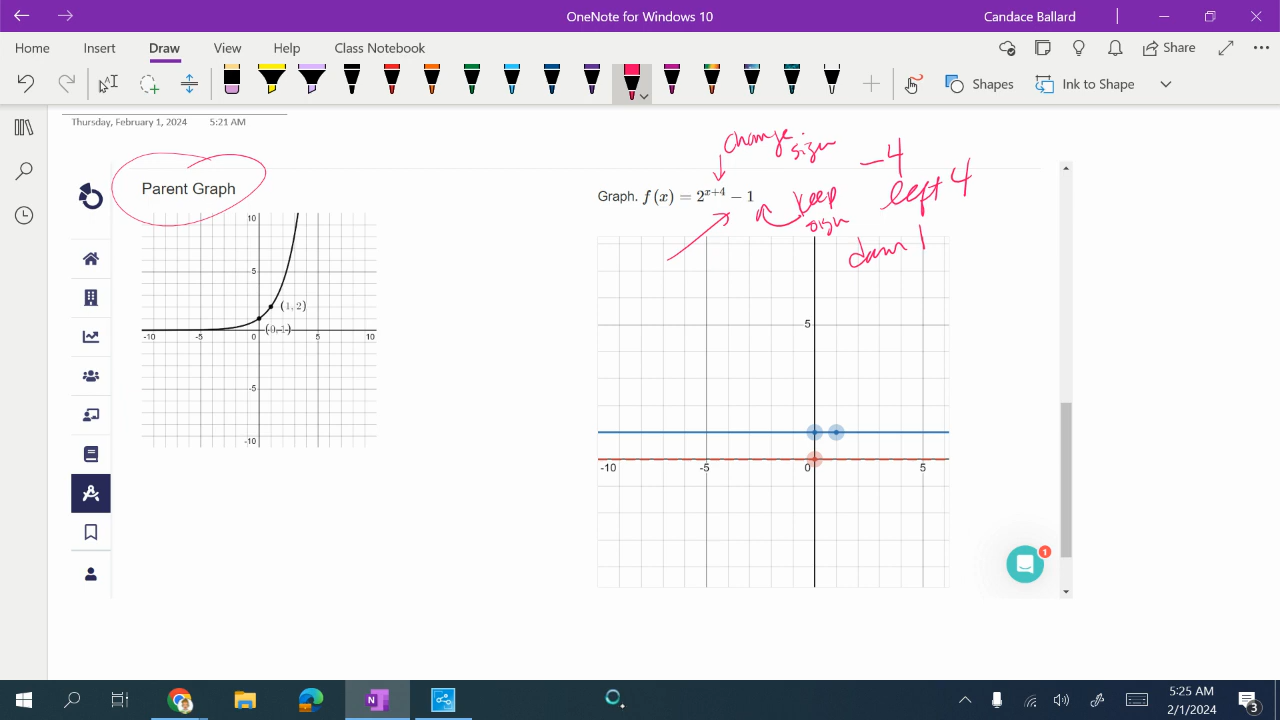 OneNote for Windows 10
Candace Ballard
Home Insert Draw View Help Class Notebook
Share
Shapes
Ink to Shape
Thursday, February 1, 2024 5:21 AM
Parent Graph
10
5
(1, 2)
(0, 1)
-10 -5 0 5 10
-5
-10
change
sign
Graph. f(x) = 2^{x+4} − 1
keep
sign
-4
left 4
down 1
5
-10 -5 0 5
1
5:25 AM
2/1/2024
3